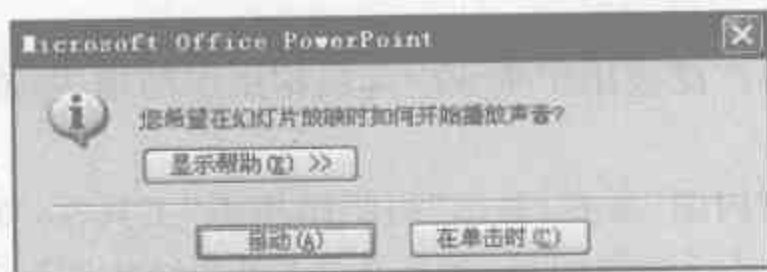 Microsoft Office PowerPoint
您希望在幻灯片放映时如何开始播放声音?
显示帮助(E) >>
自动(A)
在单击时(C)